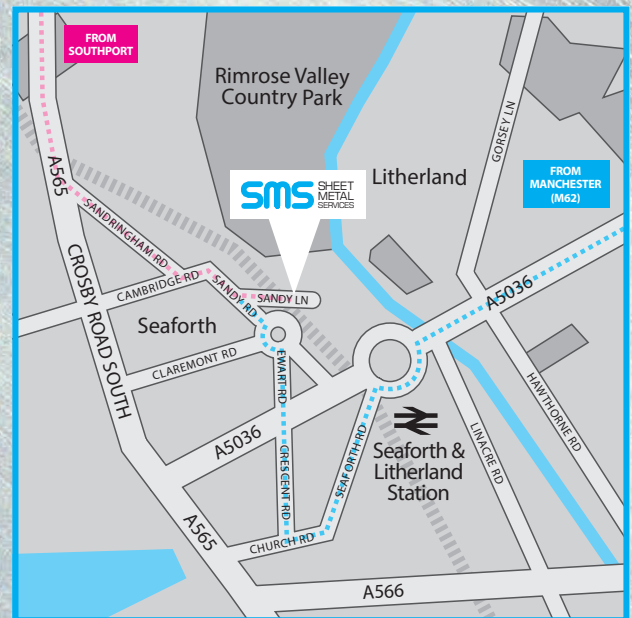 FROM
SOUTHPORT
Rimrose Valley
Country Park
GORSEY LN
A565
SMS SHEET
METAL
SERVICES
Litherland
FROM
MANCHESTER
(M62)
SANDRINGHAM RD
CAMBRIDGE RD
SANDY RD
SANDY LN
A5036
CROSBY ROAD SOUTH
Seaforth
CLAREMONT RD
EWART RD
HAWTHORNE RD
A5036
CRESCENT RD
SEAFORTH RD
Seaforth &
Litherland
Station
LINACRE RD
A565
CHURCH RD
A566